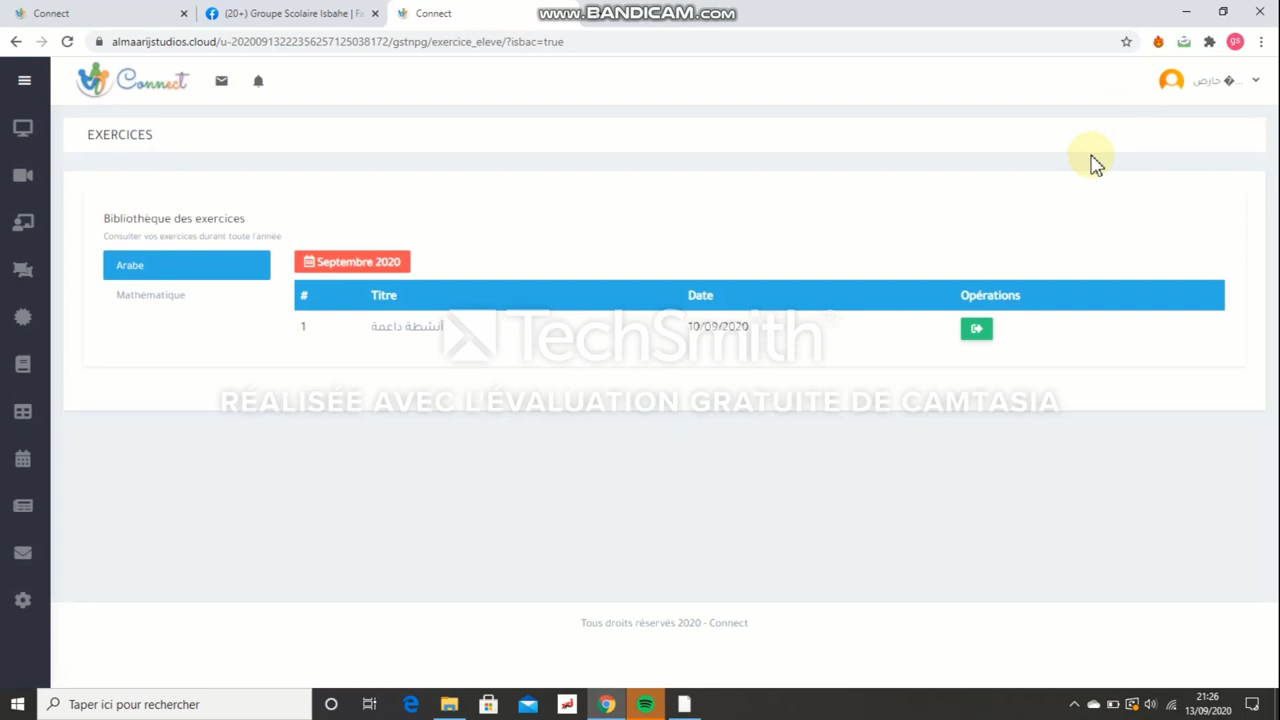 Connect
(20+) Groupe Scolaire Isbahe | Fa
Connect
www.BANDICAM.com
almaarijstudios.cloud/u-20200913222356257125038172/gstnpg/exercice_eleve/?isbac=true
gs
Connect
حارص �...
EXERCICES
Bibliothèque des exercices
Consulter vos exercices durant toute l'année
Arabe
Mathématique
Septembre 2020
# Titre Date Opérations
1 أنشطة داعمة 10/09/2020
TechSmith
RÉALISÉE AVEC L'ÉVALUATION GRATUITE DE CAMTASIA
Tous droits réservés 2020 - Connect
Taper ici pour rechercher
21:26
13/09/2020